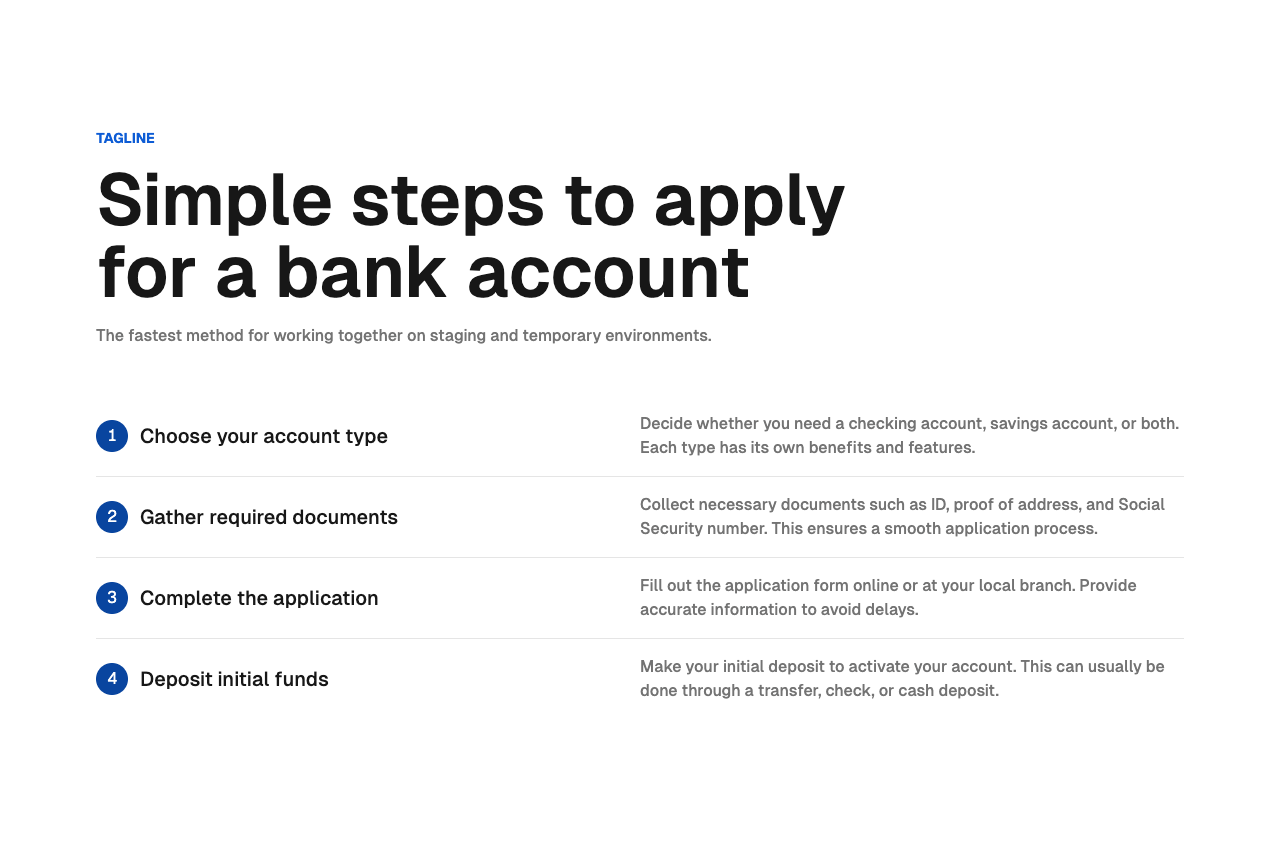 TAGLINE
Simple steps to apply
for a bank account
The fastest method for working together on staging and temporary environments.
1 Choose your account type
Decide whether you need a checking account, savings account, or both.
Each type has its own benefits and features.
2 Gather required documents
Collect necessary documents such as ID, proof of address, and Social
Security number. This ensures a smooth application process.
3 Complete the application
Fill out the application form online or at your local branch. Provide
accurate information to avoid delays.
4 Deposit initial funds
Make your initial deposit to activate your account. This can usually be
done through a transfer, check, or cash deposit.